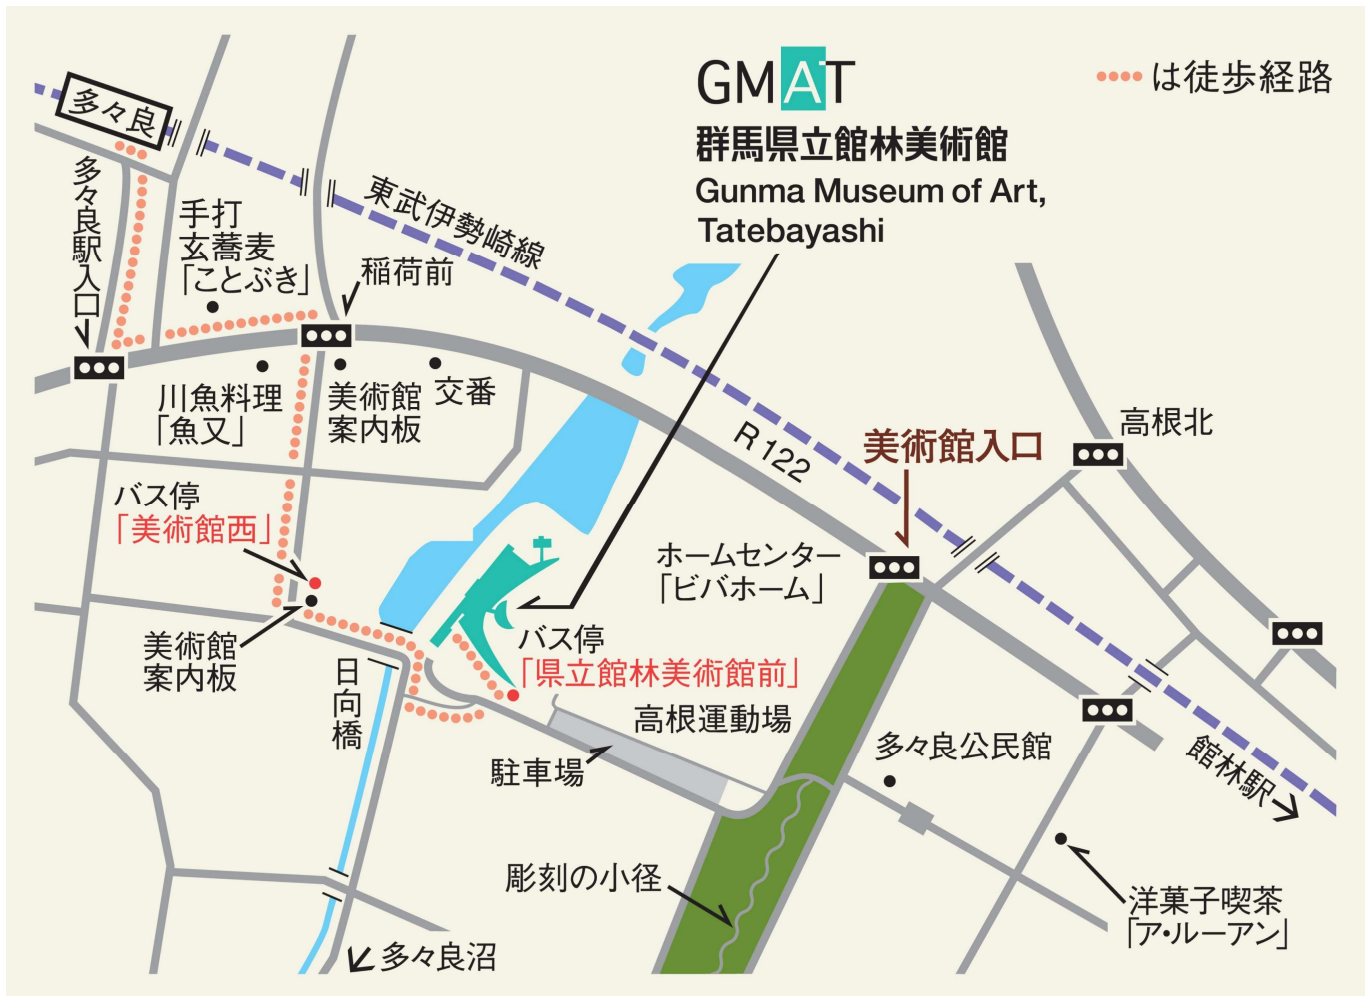 GMAT
群馬県立館林美術館
Gunma Museum of Art,
Tatebayashi
は徒歩経路
多々良
多々良駅入口
手打
玄蕎麦
「ことぶき」
稲荷前
東武伊勢崎線
川魚料理
「魚又」
美術館
案内板
交番
R 122
美術館入口
高根北
バス停
「美術館西」
ホームセンター
「ビバホーム」
美術館
案内板
日向橋
バス停
「県立館林美術館前」
高根運動場
駐車場
多々良公民館
館林駅
彫刻の小径
洋菓子喫茶
「ア・ルーアン」
多々良沼